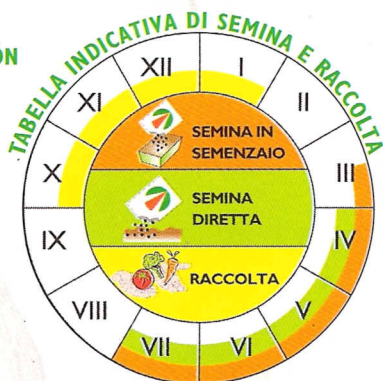 ON
TABELLA INDICATIVA DI SEMINA E RACCOLTA
XII
I
XI
II
X
III
IX
IV
VIII
V
VII
VI
SEMINA IN
SEMENZAIO
SEMINA
DIRETTA
RACCOLTA